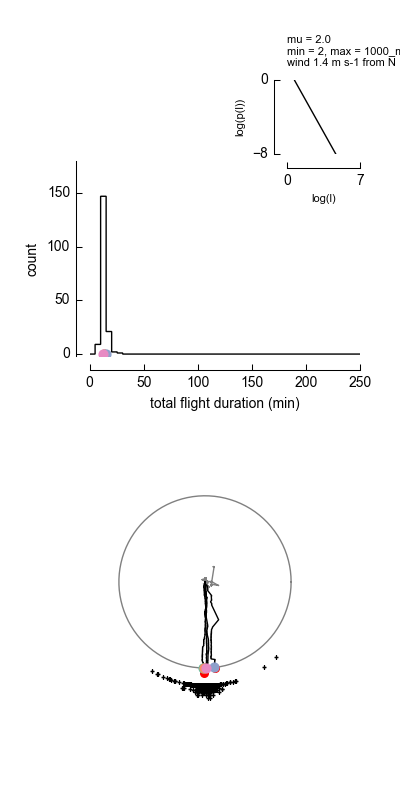 mu = 2.0
min = 2, max = 1000_m
wind 1.4 m s-1 from N
0
−8
log(p(l))
0
7
log(l)
150
100
50
0
count
0
50
100
150
200
250
total flight duration (min)